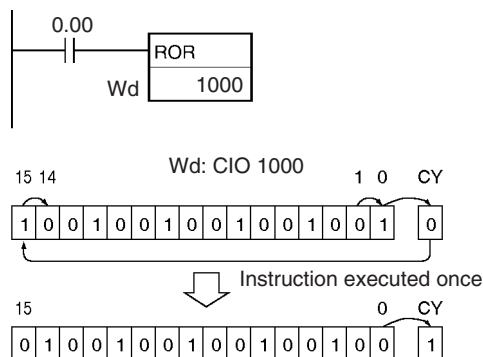 0.00
ROR
Wd 1000
Wd: CIO 1000
15 14 1 0 CY
1 0 0 1 0 0 1 0 0 1 0 0 1 0 0 1 0
Instruction executed once
15 0 CY
0 1 0 0 1 0 0 1 0 0 1 0 0 1 0 0 1